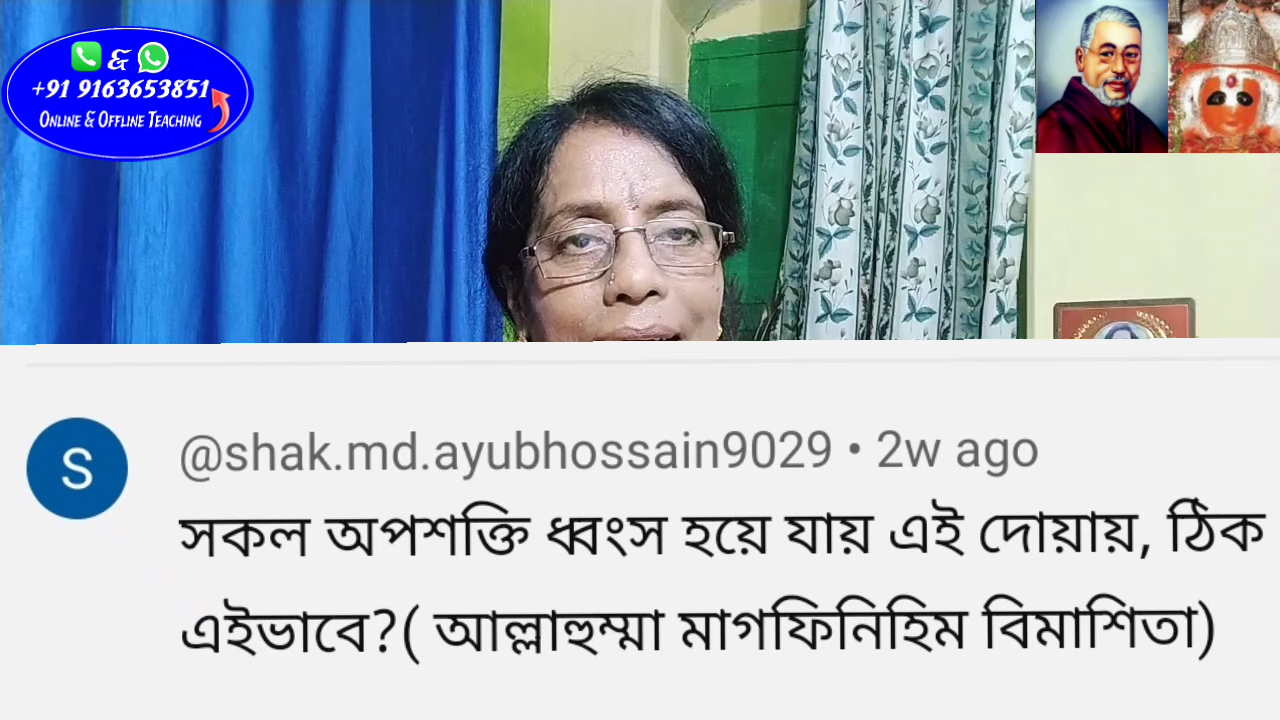 &
+91 9163653851
Online & Offline Teaching
S
@shak.md.ayubhossain9029 • 2w ago
সকল অপশক্তি ধ্বংস হয়ে যায় এই দোয়ায়, ঠিক
এইভাবে?( আল্লাহুম্মা মাগফিনিহিম বিমাশিতা)